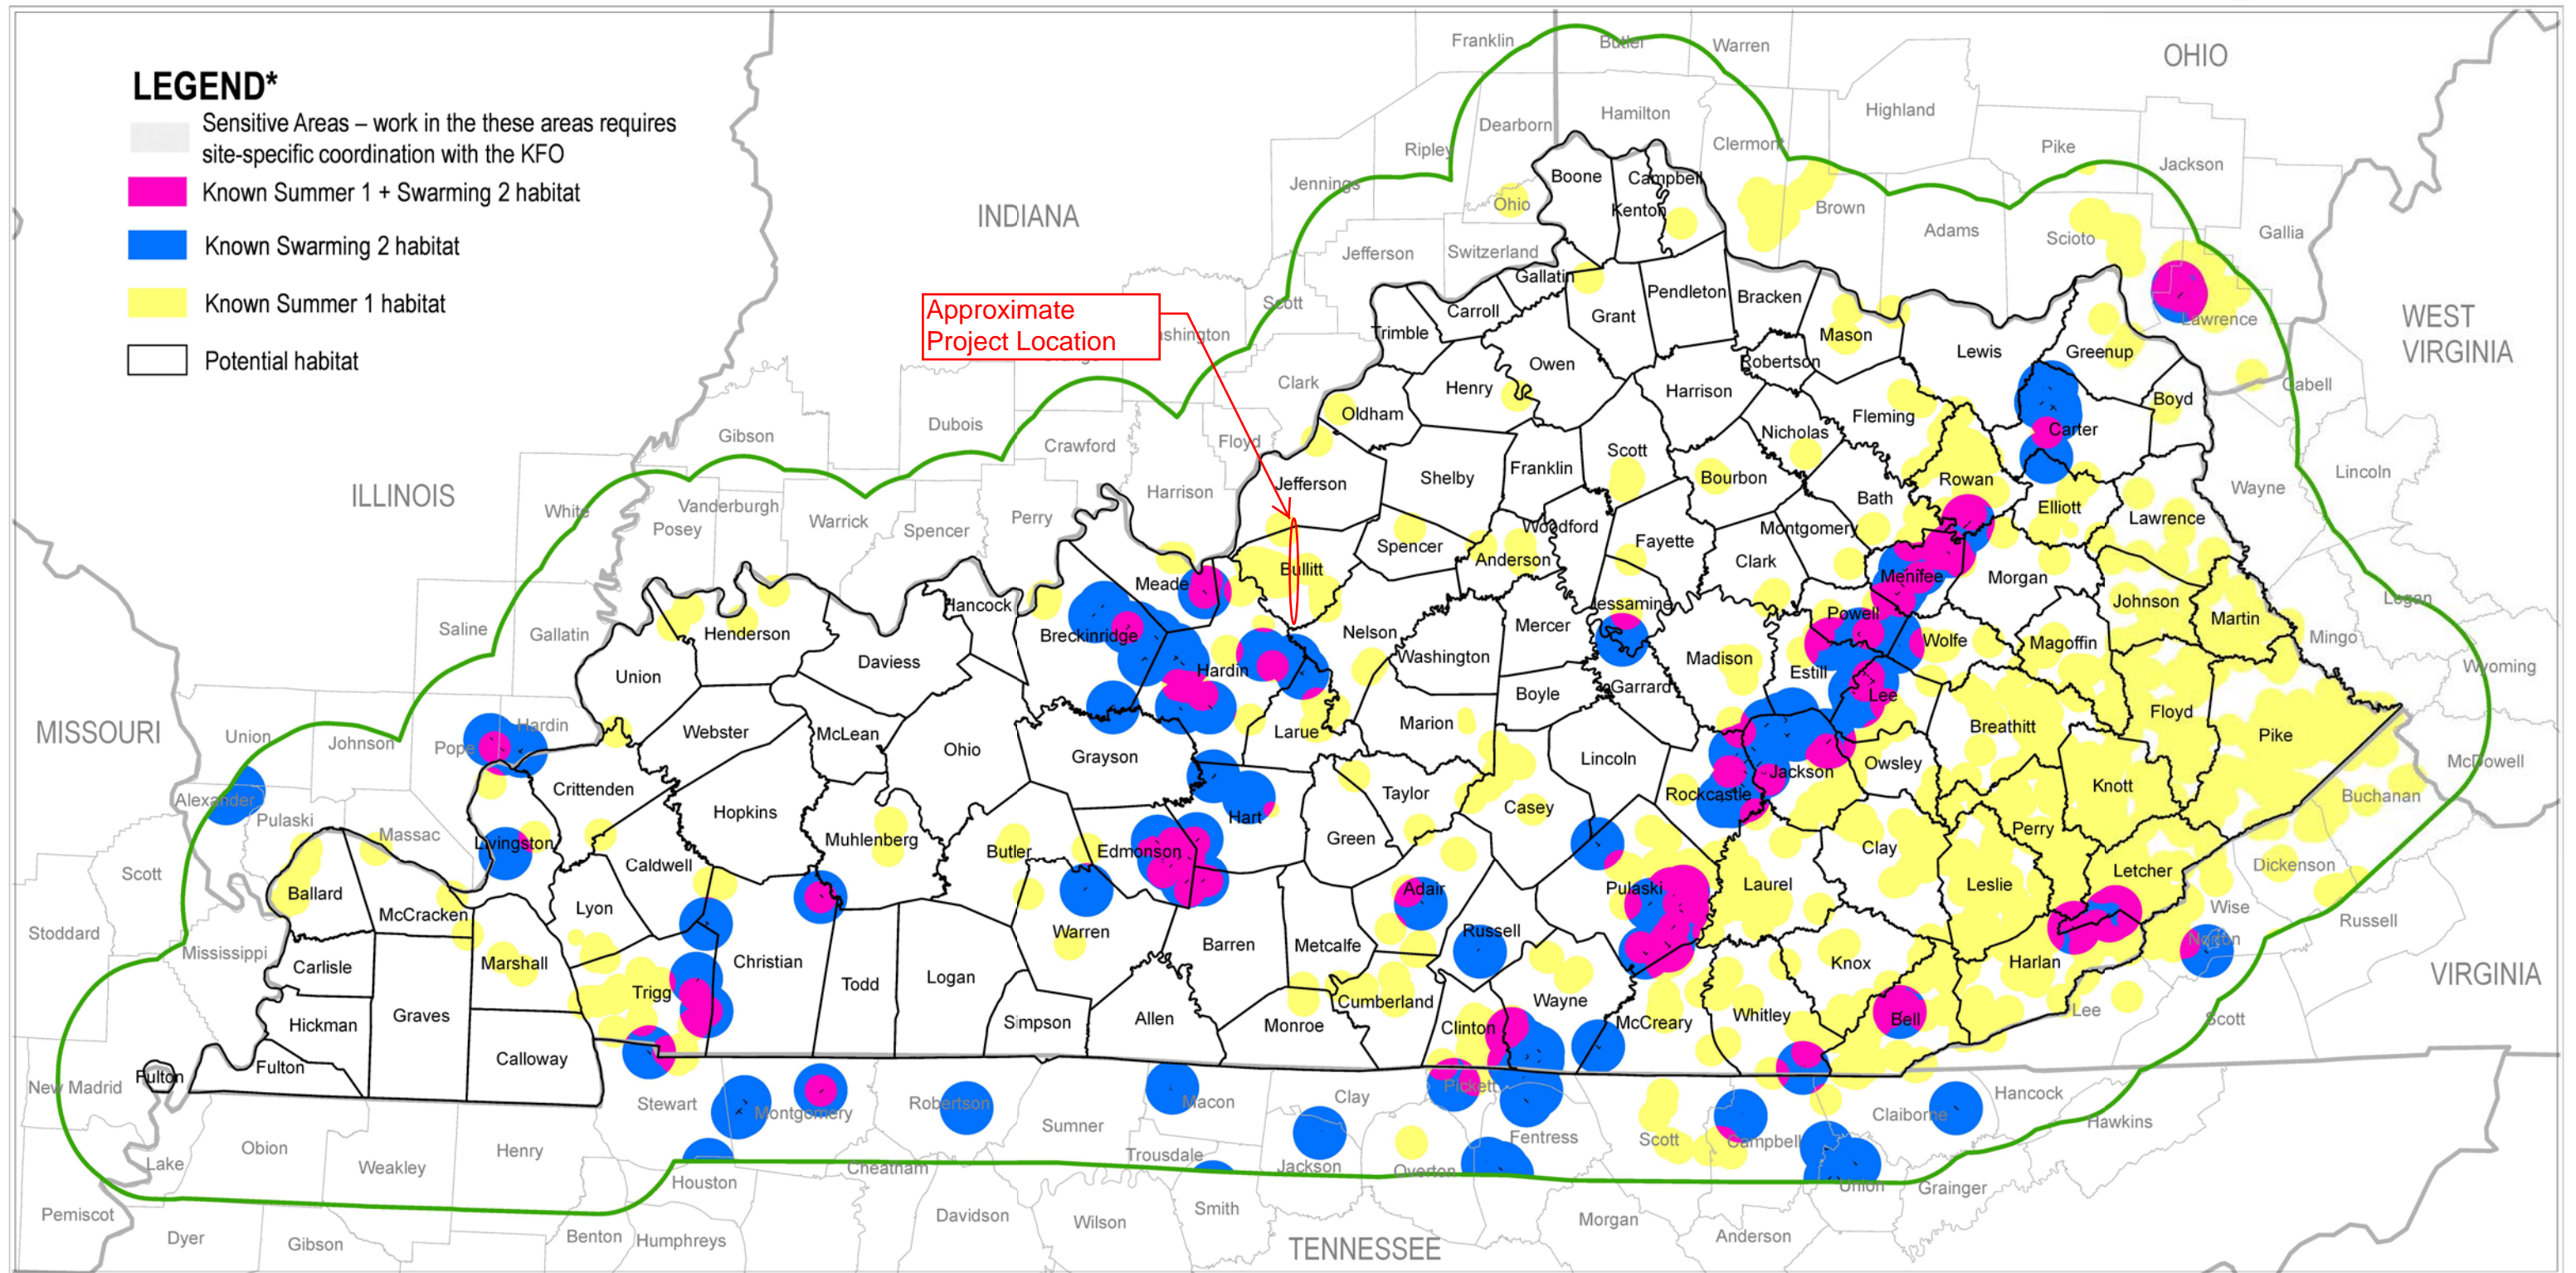 LEGEND*
Sensitive Areas – work in the these areas requires
site-specific coordination with the KFO
Known Summer 1 + Swarming 2 habitat
Known Swarming 2 habitat
Known Summer 1 habitat
Potential habitat
Approximate
Project Location
INDIANA
OHIO
WEST
VIRGINIA
ILLINOIS
MISSOURI
VIRGINIA
TENNESSEE
Franklin
Butler
Warren
Highland
Hamilton
Dearborn
Clermont
Pike
Jackson
Ripley
Jennings
Ohio
Brown
Adams
Scioto
Gallia
Jefferson
Switzerland
Scott
Lawrence
Clark
Cabell
Dubois
Gibson
Crawford
Floyd
Harrison
Lincoln
Wayne
White
Vanderburgh
Posey
Warrick
Spencer
Perry
Saline
Gallatin
Logan
Mingo
Wyoming
McDowell
Buchanan
Dickenson
Russell
Wise
Norton
Lee
Scott
Union
Johnson
Pope
Hardin
Alexander
Pulaski
Massac
Scott
Stoddard
Mississippi
New Madrid
Pemiscot
Lake
Obion
Weakley
Henry
Dyer
Gibson
Benton
Humphreys
Houston
Stewart
Montgomery
Robertson
Cheatham
Davidson
Sumner
Trousdale
Wilson
Smith
Macon
Clay
Jackson
Overton
Pickett
Fentress
Morgan
Scott
Anderson
Campbell
Union
Claiborne
Grainger
Hancock
Hawkins
Boone
Campbell
Kenton
Gallatin
Carroll
Trimble
Grant
Pendleton
Bracken
Owen
Henry
Oldham
Robertson
Mason
Lewis
Greenup
Boyd
Carter
Harrison
Nicholas
Fleming
Rowan
Elliott
Lawrence
Jefferson
Shelby
Franklin
Scott
Bourbon
Bath
Montgomery
Woodford
Fayette
Clark
Menifee
Morgan
Johnson
Martin
Bullitt
Spencer
Anderson
Meade
Hancock
Breckinridge
Hardin
Nelson
Washington
Mercer
Jessamine
Madison
Powell
Estill
Wolfe
Magoffin
Lee
Floyd
Pike
Breathitt
Knott
Henderson
Union
Daviess
Webster
McLean
Ohio
Grayson
Larue
Marion
Boyle
Garrard
Lincoln
Rockcastle
Jackson
Owsley
Perry
Letcher
Crittenden
Hopkins
Muhlenberg
Butler
Edmonson
Hart
Green
Taylor
Casey
Pulaski
Laurel
Clay
Leslie
Harlan
Livingston
Caldwell
Lyon
Ballard
McCracken
Carlisle
Hickman
Fulton
Fulton
Graves
Marshall
Calloway
Trigg
Christian
Todd
Logan
Simpson
Warren
Allen
Barren
Metcalfe
Monroe
Adair
Russell
Cumberland
Clinton
Wayne
McCreary
Whitley
Knox
Bell